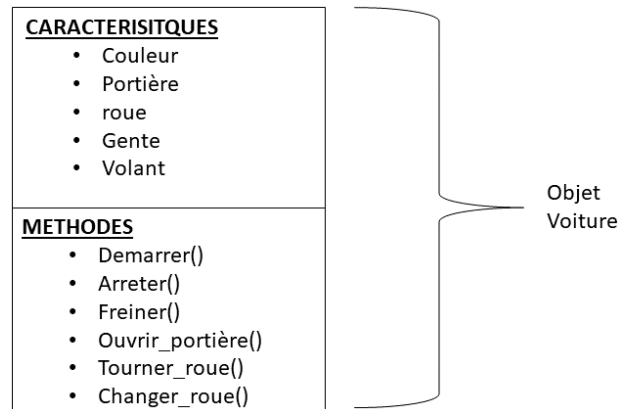 CARACTERISITQUES
• Couleur
• Portière
• roue
• Gente
• Volant
METHODES
• Demarrer()
• Arreter()
• Freiner()
• Ouvrir_portière()
• Tourner_roue()
• Changer_roue()
Objet
Voiture